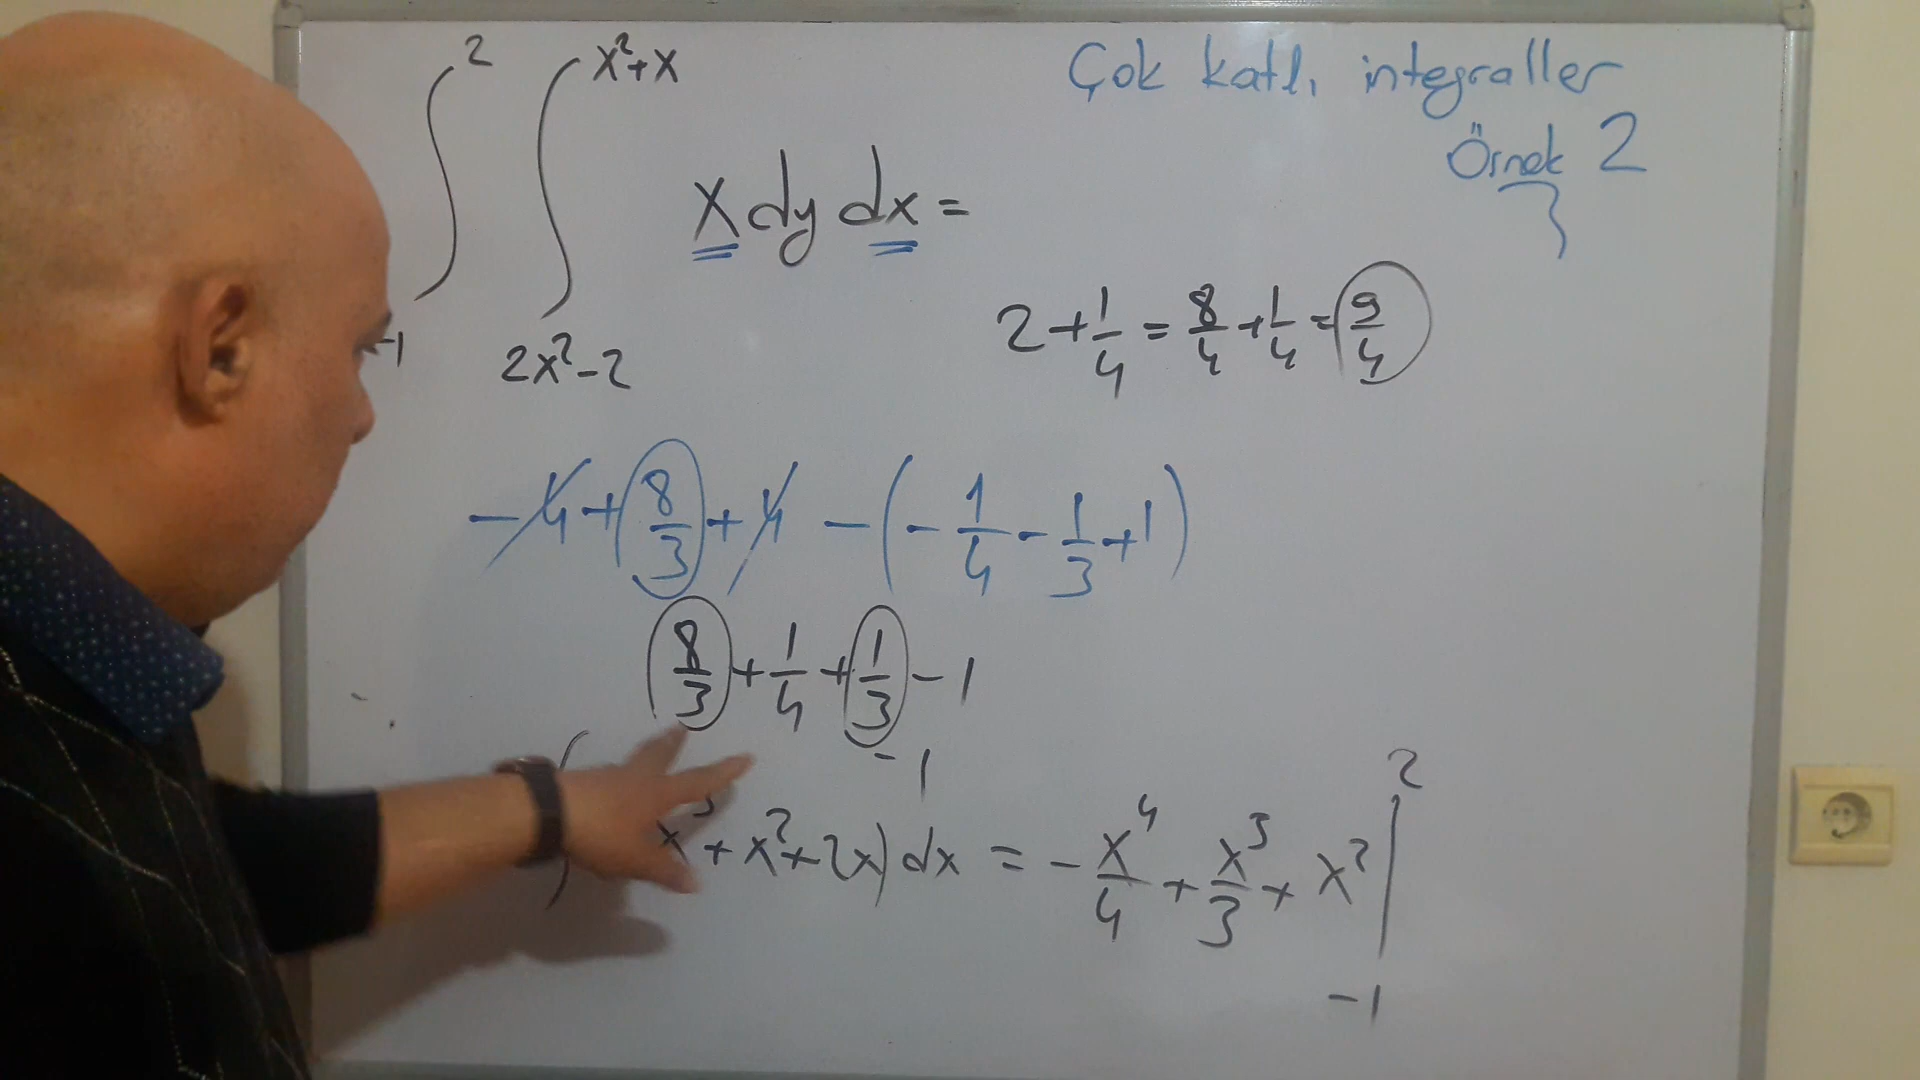 Çok katlı integraller
Örnek 2
∫_{-1}^{2} ∫_{2x²-2}^{x²+x} x dy dx =
2 + 1/4 = 8/4 + 1/4 = 9/4
-4 + 8/3 + 4 - (-1/4 - 1/3 + 1)
8/3 + 1/4 + 1/3 - 1
-1
x³ + x² + 2x) dx = -x⁴/4 + x³/3 + x² |_{-1}^{2}